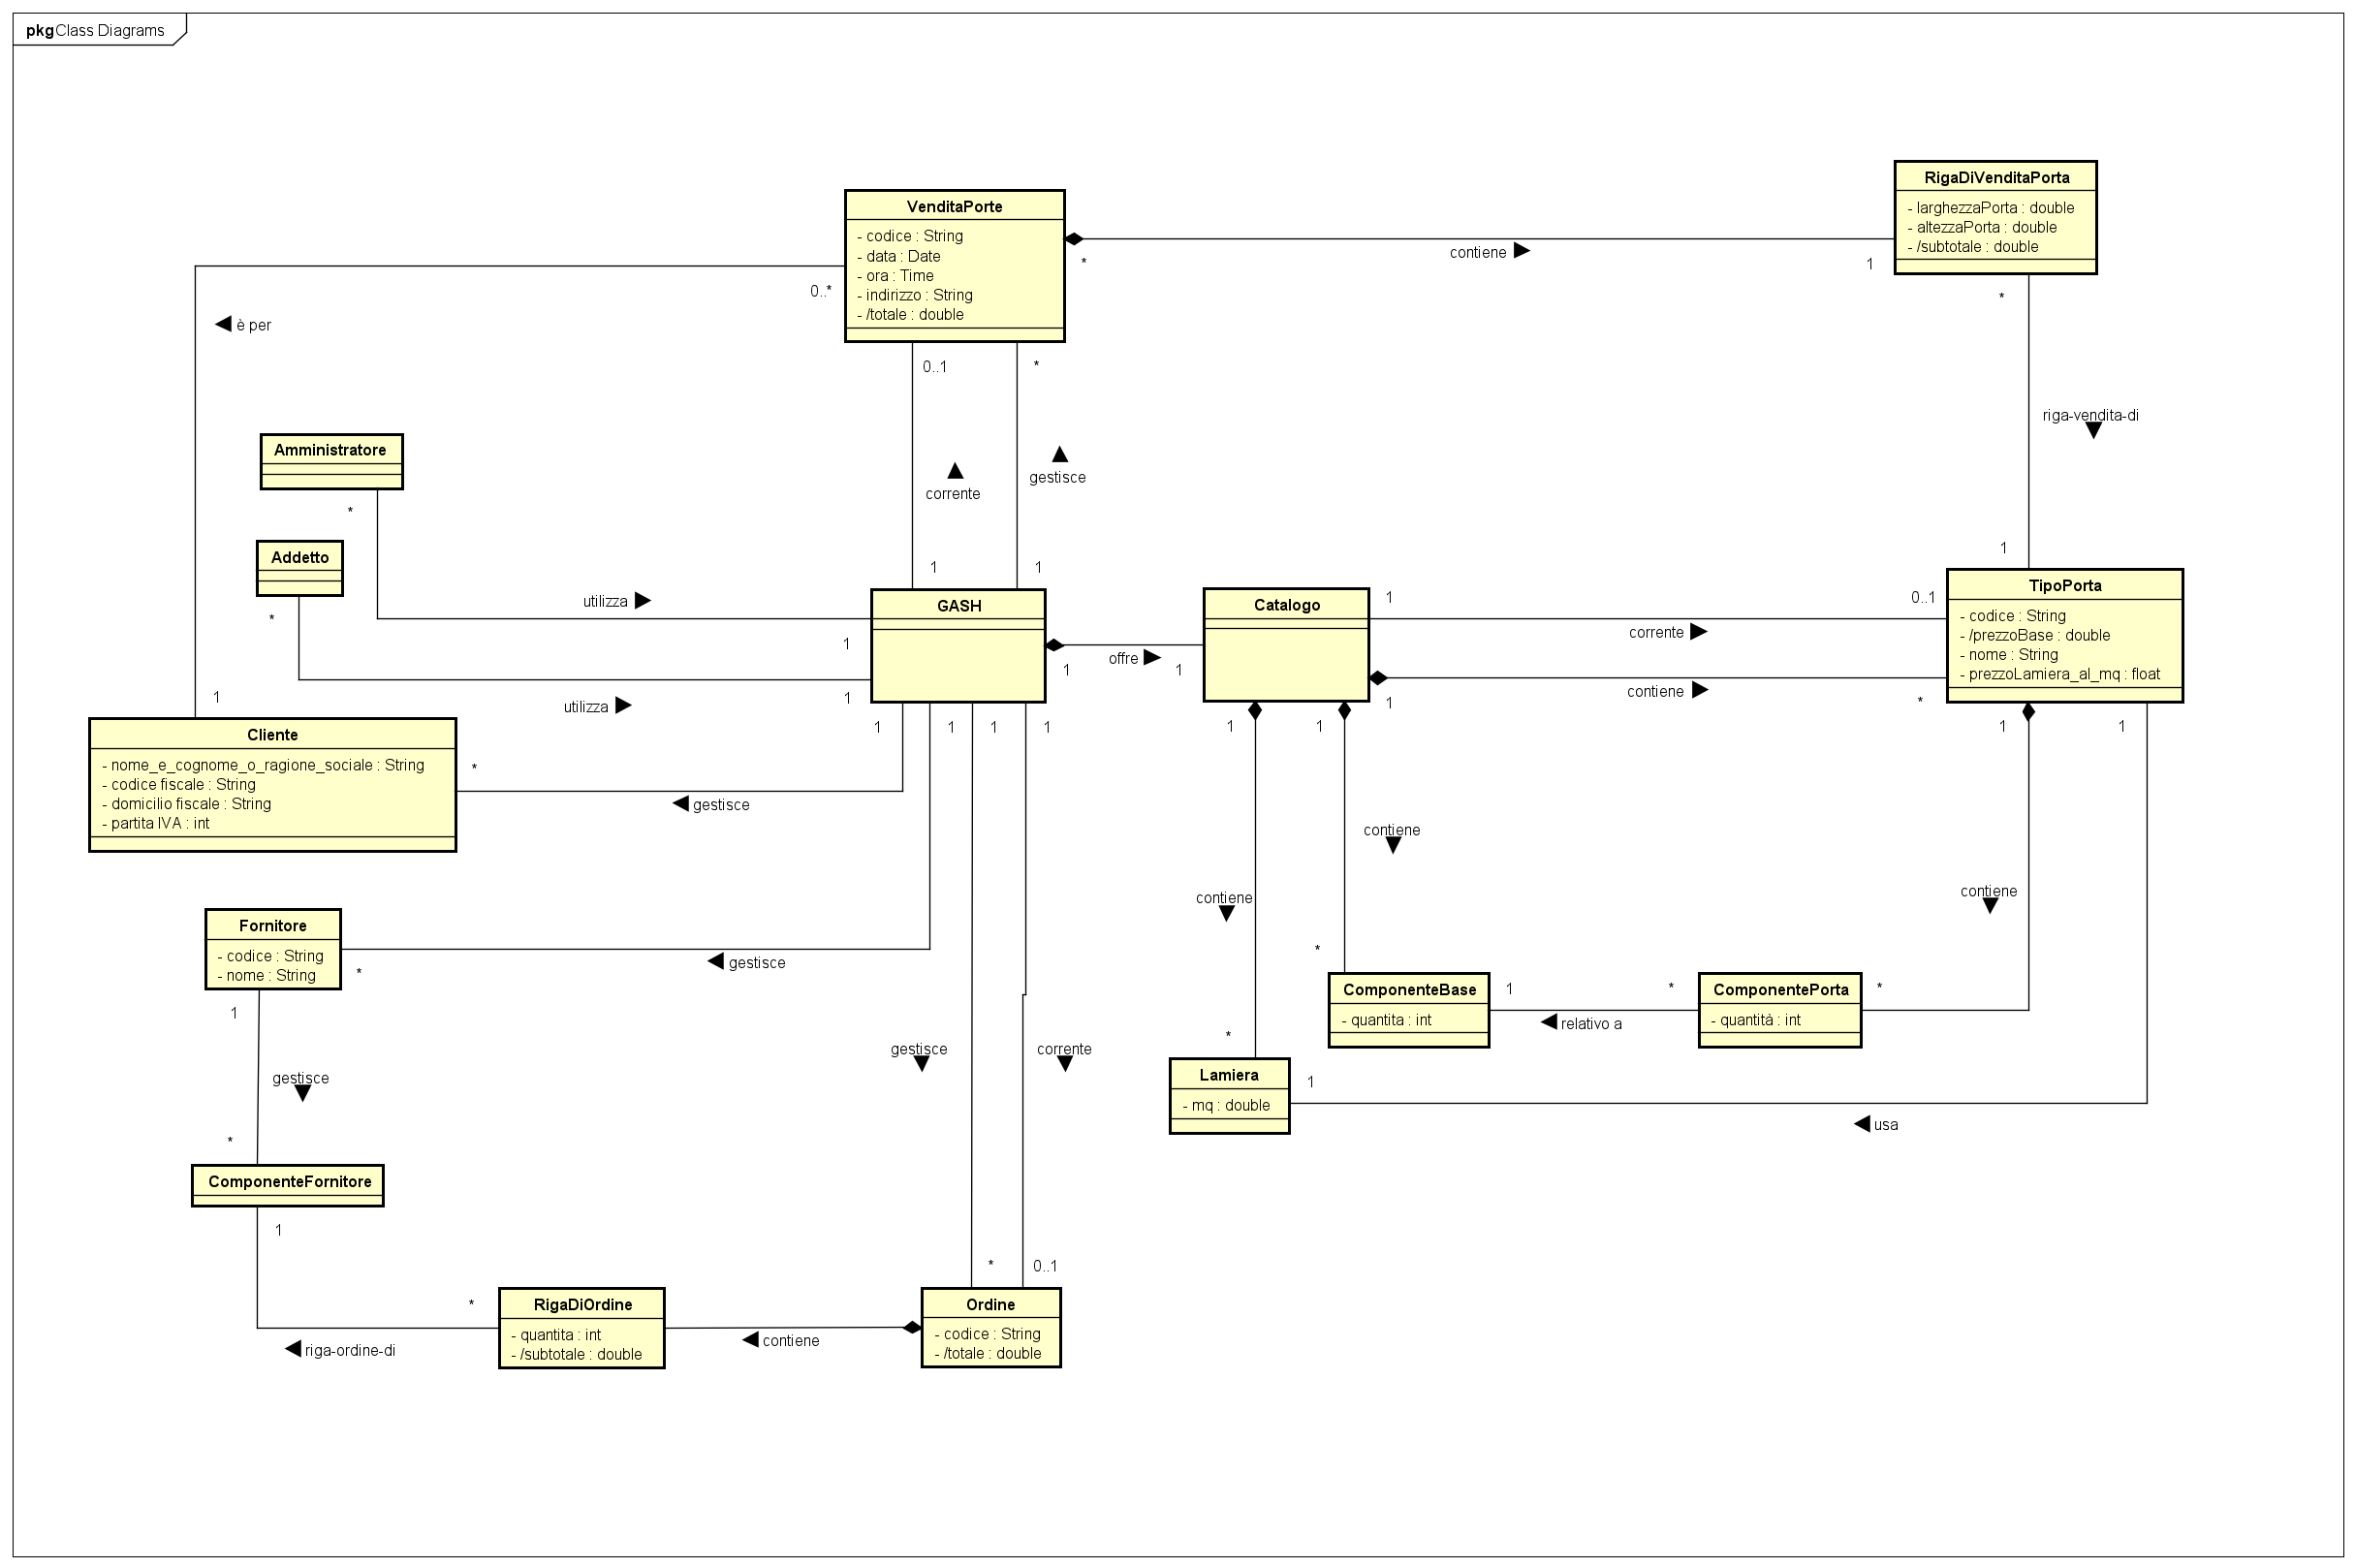 pkg Class Diagrams
RigaDiVenditaPorta
- larghezzaPorta : double
- altezzaPorta : double
- /subtotale : double
VenditaPorte
- codice : String
- data : Date
- ora : Time
- indirizzo : String
- /totale : double
contiene
*
1
0..*
*
è per
0..1
*
riga-vendita-di
Amministratore
gestisce
corrente
*
Addetto
1
1
1
utilizza
*
GASH
Catalogo
1
0..1
corrente
TipoPorta
- codice : String
- /prezzoBase : double
- nome : String
- prezzoLamiera_al_mq : float
1
offre
1
1
contiene
1
*
1
utilizza
1
1
1
1
1
1
1
1
1
Cliente
- nome_e_cognome_o_ragione_sociale : String
- codice fiscale : String
- domicilio fiscale : String
- partita IVA : int
*
gestisce
contiene
contiene
contiene
Fornitore
- codice : String
- nome : String
*
gestisce
*
ComponenteBase
- quantita : int
1
*
relativo a
ComponentePorta
- quantità : int
*
1
*
gestisce
corrente
gestisce
Lamiera
- mq : double
1
usa
*
ComponenteFornitore
1
*
0..1
*
RigaDiOrdine
- quantita : int
- /subtotale : double
Ordine
- codice : String
- /totale : double
contiene
riga-ordine-di